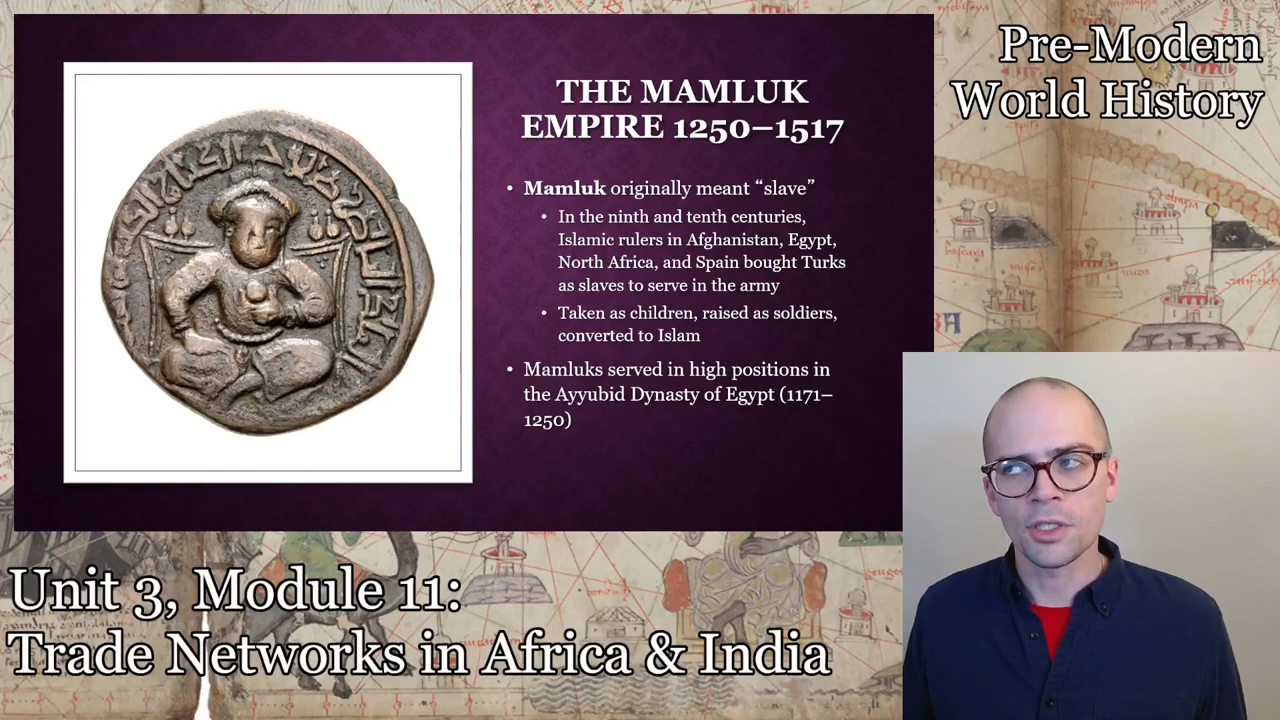 Pre-Modern
World History
THE MAMLUK
EMPIRE 1250–1517
• Mamluk originally meant “slave”
• In the ninth and tenth centuries,
Islamic rulers in Afghanistan, Egypt,
North Africa, and Spain bought Turks
as slaves to serve in the army
• Taken as children, raised as soldiers,
converted to Islam
• Mamluks served in high positions in
the Ayyubid Dynasty of Egypt (1171–
1250)
Unit 3, Module 11:
Trade Networks in Africa & India